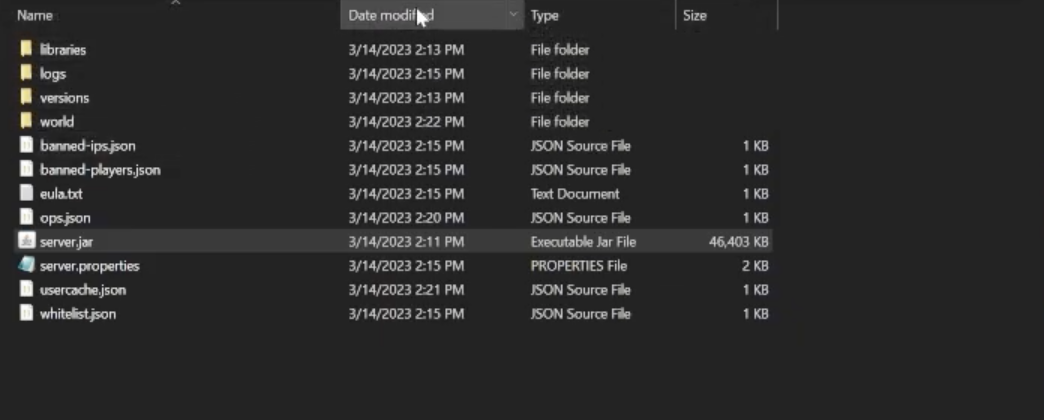 Name Date modified Type Size
libraries 3/14/2023 2:13 PM File folder
logs 3/14/2023 2:15 PM File folder
versions 3/14/2023 2:13 PM File folder
world 3/14/2023 2:22 PM File folder
banned-ips.json 3/14/2023 2:15 PM JSON Source File 1 KB
banned-players.json 3/14/2023 2:15 PM JSON Source File 1 KB
eula.txt 3/14/2023 2:15 PM Text Document 1 KB
ops.json 3/14/2023 2:20 PM JSON Source File 1 KB
server.jar 3/14/2023 2:11 PM Executable Jar File 46,403 KB
server.properties 3/14/2023 2:15 PM PROPERTIES File 2 KB
usercache.json 3/14/2023 2:21 PM JSON Source File 1 KB
whitelist.json 3/14/2023 2:15 PM JSON Source File 1 KB